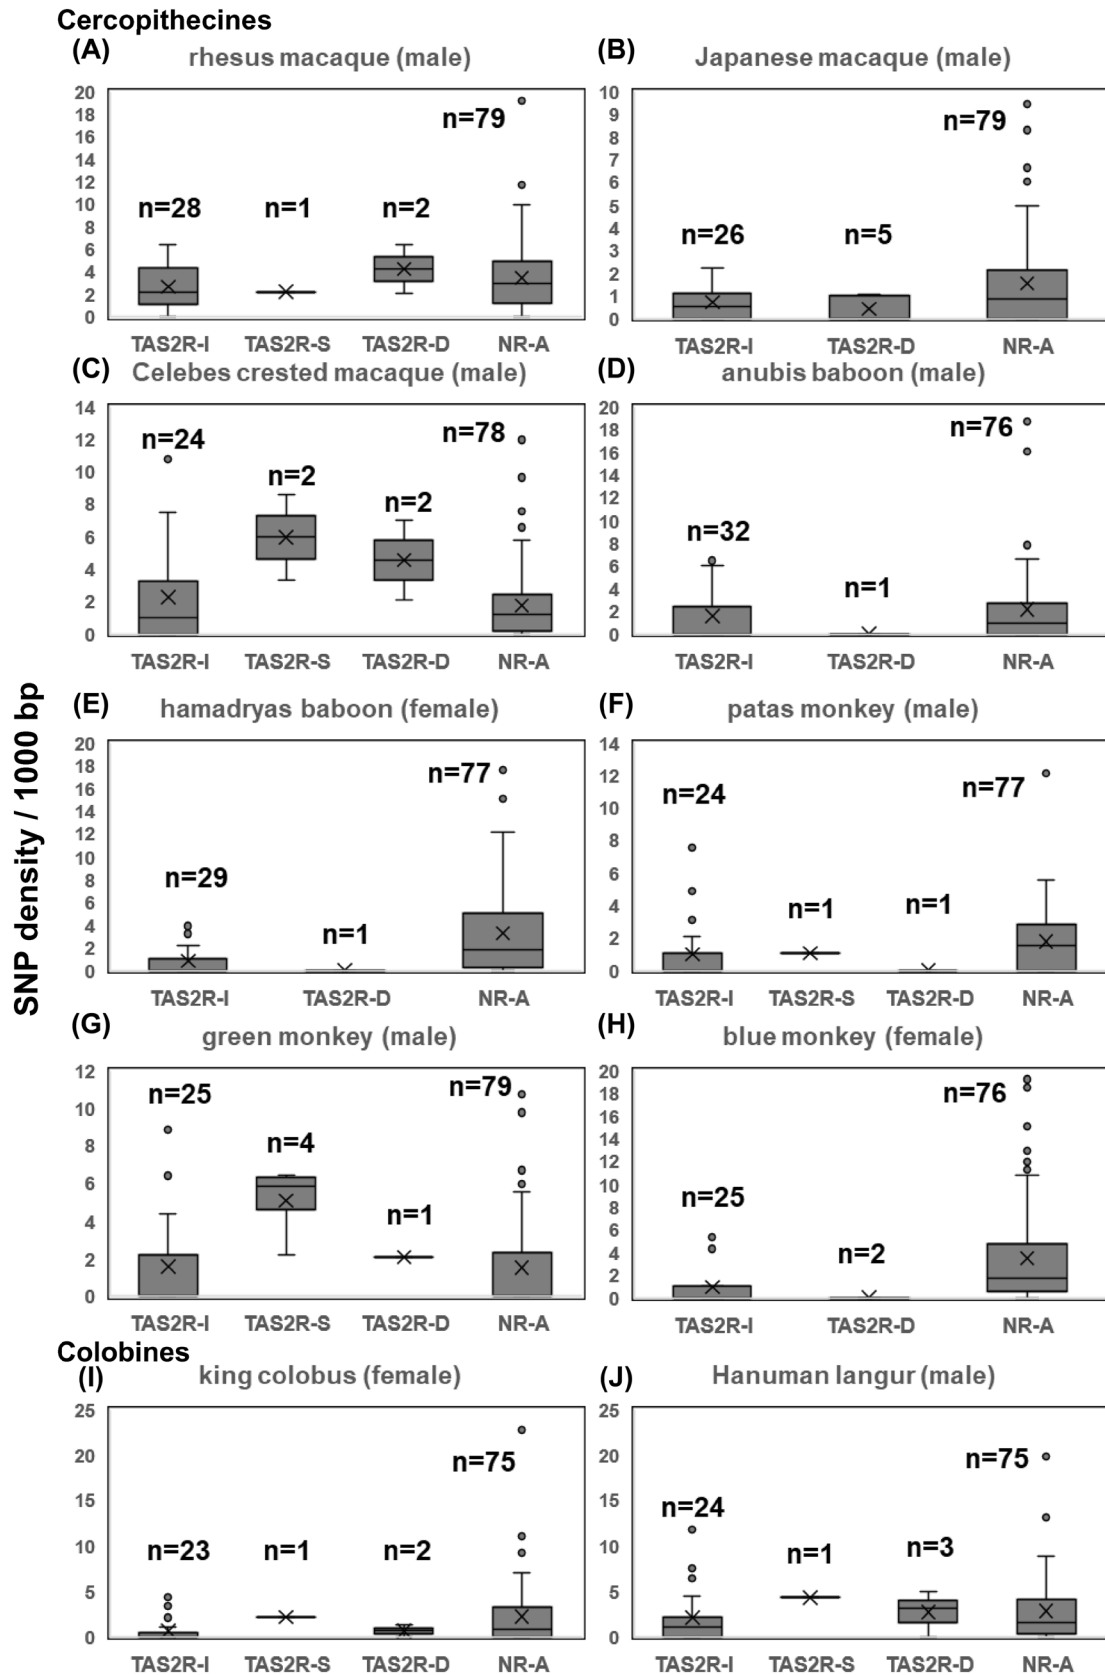 Cercopithecines
(A) rhesus macaque (male)
20
18
16
14
12
10
8
6
4
2
0
n=28
n=1
n=2
n=79
TAS2R-I TAS2R-S TAS2R-D NR-A
(B) Japanese macaque (male)
10
9
8
7
6
5
4
3
2
1
0
n=26
n=5
n=79
TAS2R-I TAS2R-D NR-A
(C) Celebes crested macaque (male)
14
12
10
8
6
4
2
0
n=24
n=2
n=2
n=78
TAS2R-I TAS2R-S TAS2R-D NR-A
(D) anubis baboon (male)
20
18
16
14
12
10
8
6
4
2
0
n=32
n=1
n=76
TAS2R-I TAS2R-D NR-A
SNP density / 1000 bp
(E) hamadryas baboon (female)
20
18
16
14
12
10
8
6
4
2
0
n=29
n=1
n=77
TAS2R-I TAS2R-D NR-A
(F) patas monkey (male)
14
12
10
8
6
4
2
0
n=24
n=1
n=1
n=77
TAS2R-I TAS2R-S TAS2R-D NR-A
(G) green monkey (male)
12
10
8
6
4
2
0
n=25
n=4
n=1
n=79
TAS2R-I TAS2R-S TAS2R-D NR-A
(H) blue monkey (female)
20
18
16
14
12
10
8
6
4
2
0
n=25
n=2
n=76
TAS2R-I TAS2R-D NR-A
Colobines
(I) king colobus (female)
25
20
15
10
5
0
n=23
n=1
n=2
n=75
TAS2R-I TAS2R-S TAS2R-D NR-A
(J) Hanuman langur (male)
25
20
15
10
5
0
n=24
n=1
n=3
n=75
TAS2R-I TAS2R-S TAS2R-D NR-A